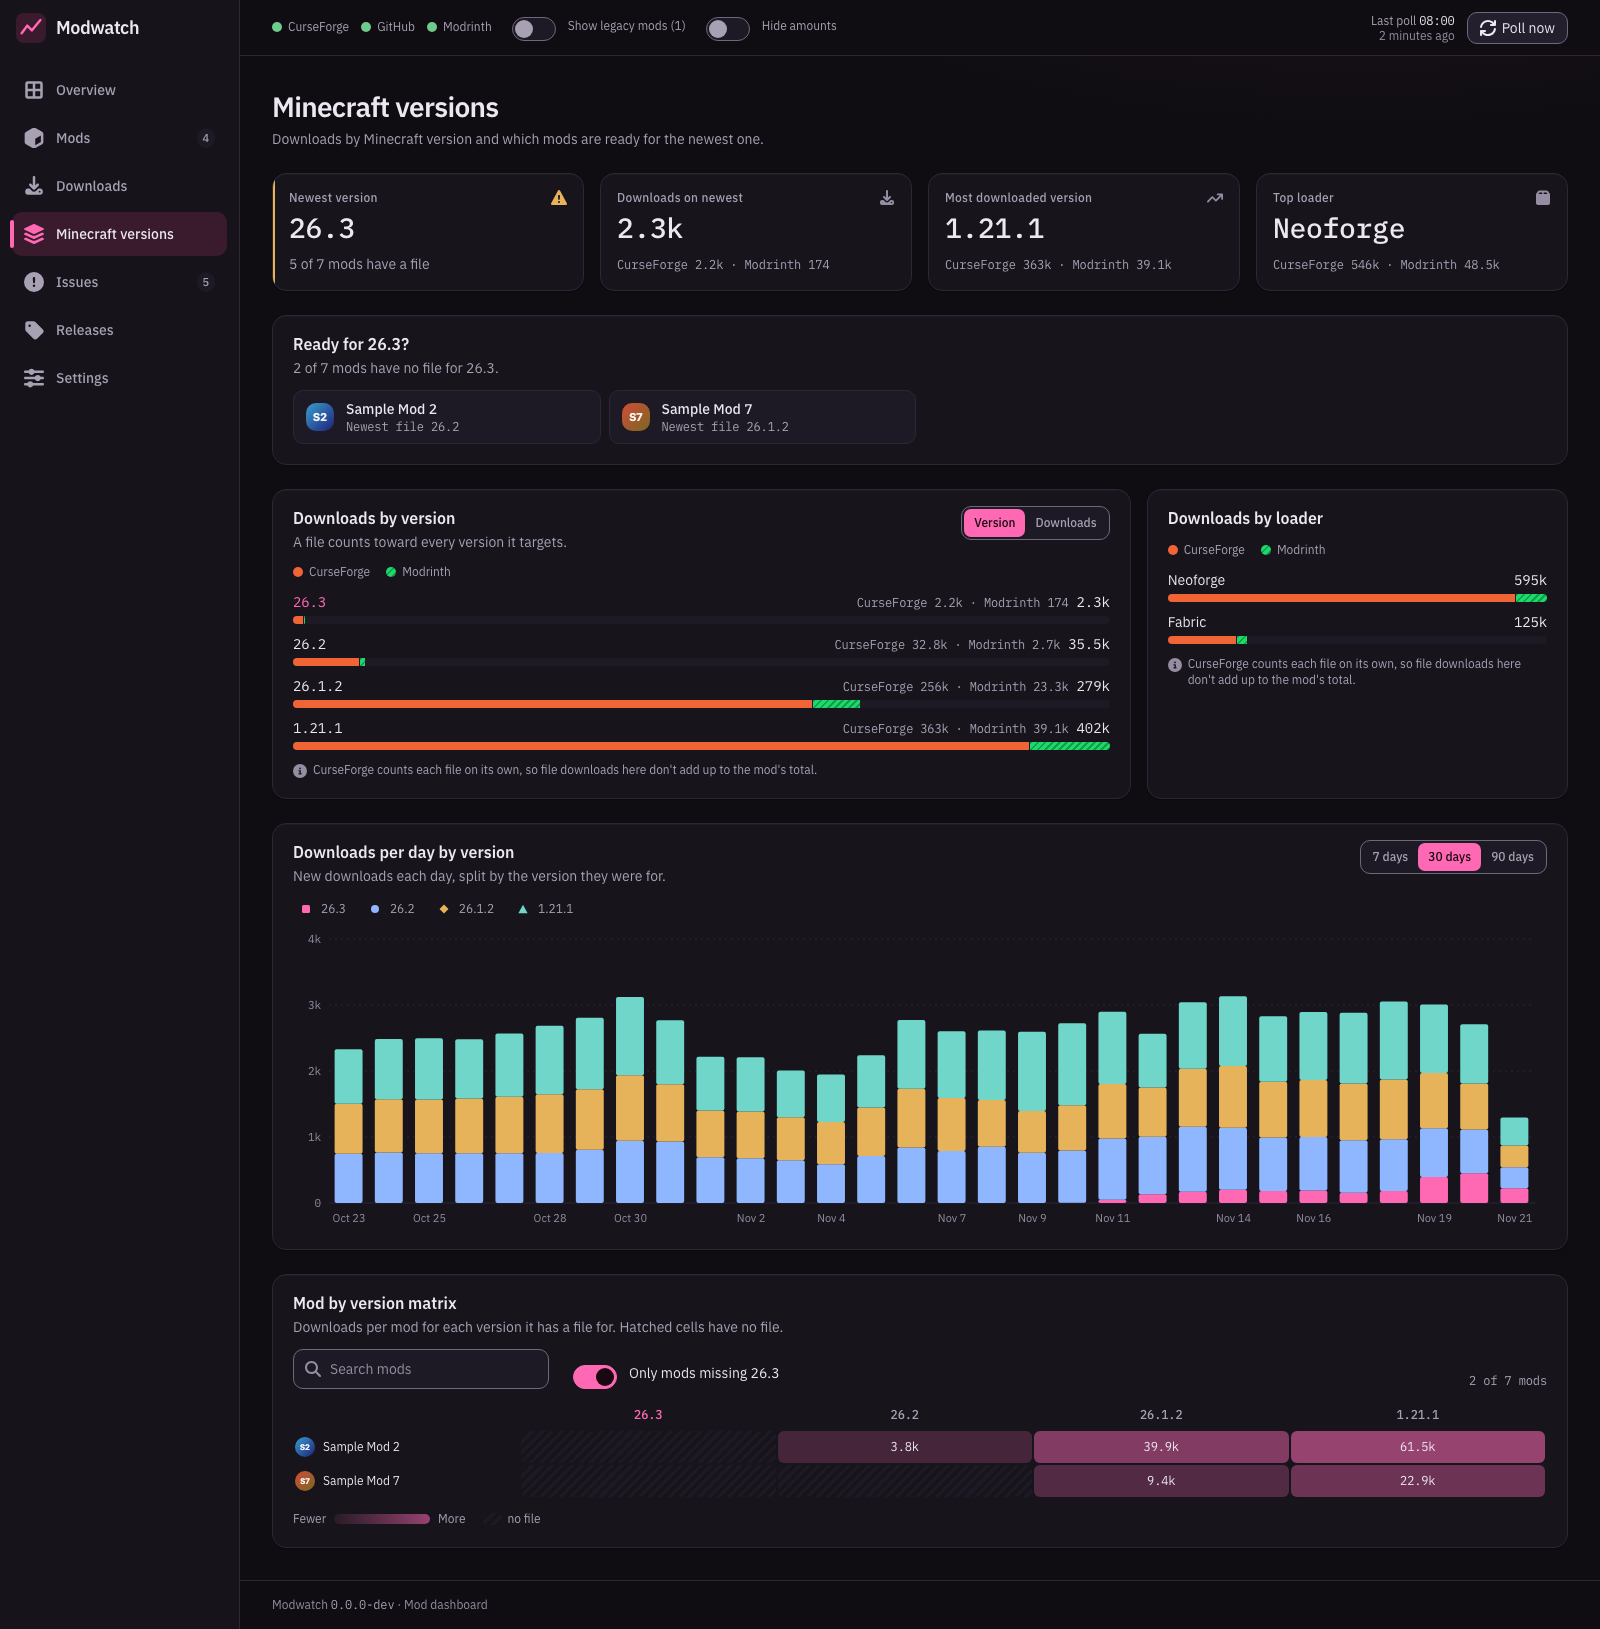 Modwatch
CurseForge
GitHub
Modrinth
Show legacy mods (1)
Hide amounts
Last poll 08:00
2 minutes ago
Poll now
Overview
Mods 4
Downloads
Minecraft versions
Issues 5
Releases
Settings
Minecraft versions
Downloads by Minecraft version and which mods are ready for the newest one.
Newest version
26.3
5 of 7 mods have a file
Downloads on newest
2.3k
CurseForge 2.2k · Modrinth 174
Most downloaded version
1.21.1
CurseForge 363k · Modrinth 39.1k
Top loader
Neoforge
CurseForge 546k · Modrinth 48.5k
Ready for 26.3?
2 of 7 mods have no file for 26.3.
S2
Sample Mod 2
Newest file 26.2
S7
Sample Mod 7
Newest file 26.1.2
Downloads by version
A file counts toward every version it targets.
Version Downloads
CurseForge Modrinth
26.3 CurseForge 2.2k · Modrinth 174 2.3k
26.2 CurseForge 32.8k · Modrinth 2.7k 35.5k
26.1.2 CurseForge 256k · Modrinth 23.3k 279k
1.21.1 CurseForge 363k · Modrinth 39.1k 402k
CurseForge counts each file on its own, so file downloads here don't add up to the mod's total.
Downloads by loader
CurseForge Modrinth
Neoforge 595k
Fabric 125k
CurseForge counts each file on its own, so file downloads here
don't add up to the mod's total.
Downloads per day by version
New downloads each day, split by the version they were for.
7 days 30 days 90 days
26.3 26.2 26.1.2 1.21.1
4k
3k
2k
1k
0
Oct 23 Oct 25 Oct 28 Oct 30 Nov 2 Nov 4 Nov 7 Nov 9 Nov 11 Nov 14 Nov 16 Nov 19 Nov 21
Mod by version matrix
Downloads per mod for each version it has a file for. Hatched cells have no file.
Search mods
Only mods missing 26.3
2 of 7 mods
26.3 26.2 26.1.2 1.21.1
S2 Sample Mod 2 3.8k 39.9k 61.5k
S7 Sample Mod 7 9.4k 22.9k
Fewer More no file
Modwatch 0.0.0-dev · Mod dashboard